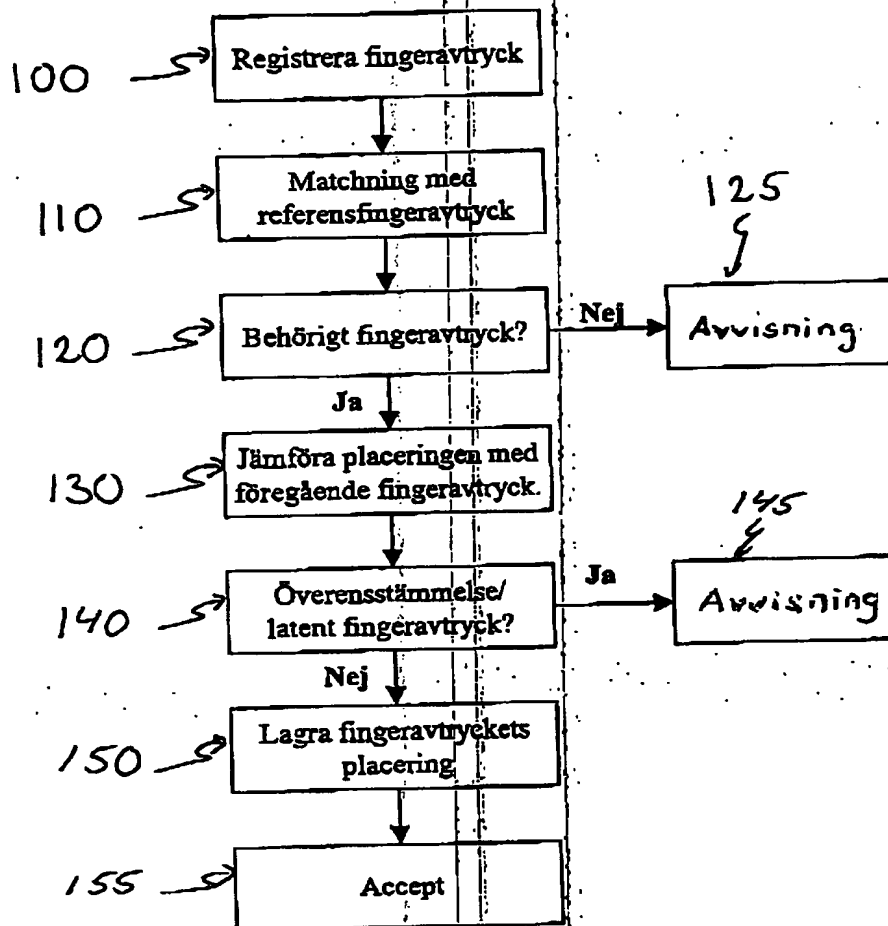 100
Registrera fingeravtryck
110
Matchning med
referensfingeravtryck
125
120
Behörigt fingeravtryck?
Nej
Avvisning
Ja
130
Jämföra placeringen med
föregående fingeravtryck.
145
140
Överensstämmelse/
latent fingeravtryck?
Ja
Avvisning
Nej
150
Lagra fingeravtryckets
placering
155
Accept